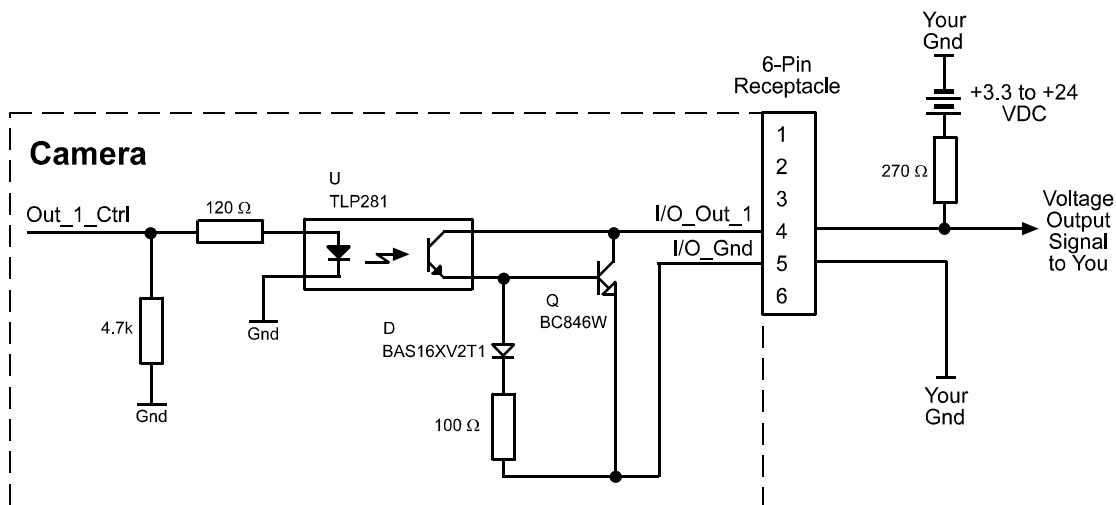 Your
Gnd
6-Pin
Receptacle
+3.3 to +24
VDC
Camera
1
2
3
4
5
6
U
TLP281
270 Ω
Out_1_Ctrl
120 Ω
I/O_Out_1
Voltage
Output
Signal
to You
I/O_Gnd
Q
BC846W
4.7k
Gnd
D
BAS16XV2T1
Gnd
100 Ω
Your
Gnd